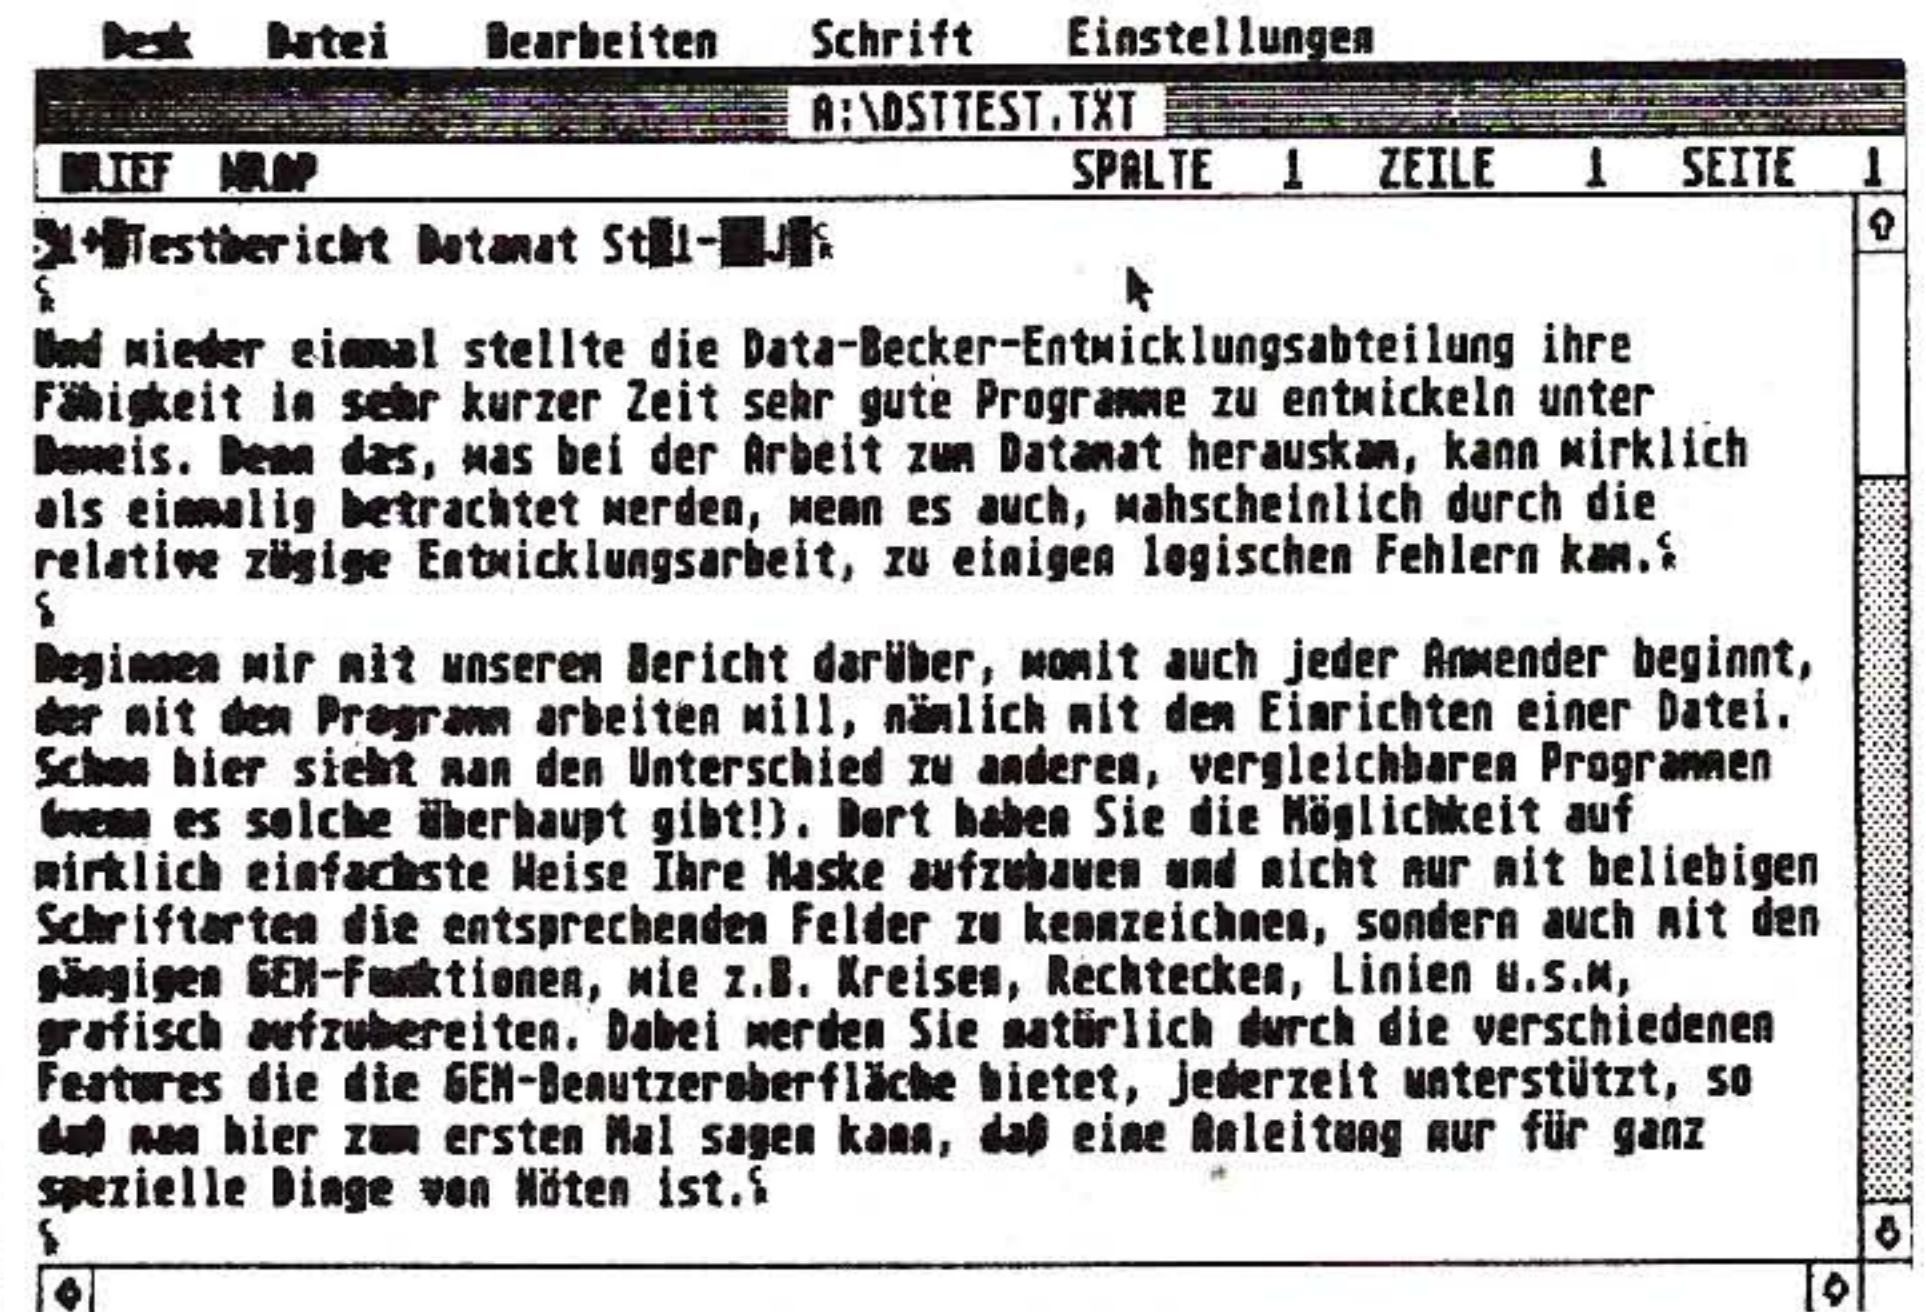 Desk Datei Bearbeiten Schrift Einstellungen
A:\DSTTEST.TXT
BRIEF WRAP SPALTE 1 ZEILE 1 SEITE 1
Testbericht Datamat
Und wieder einmal stellte die Data-Becker-Entwicklungsabteilung ihre
Fähigkeit in sehr kurzer Zeit sehr gute Programme zu entwickeln unter
Beweis. Denn das, was bei der Arbeit zum Datamat herauskam, kann wirklich
als einmalig betrachtet werden, wenn es auch, wahscheinlich durch die
relative zügige Entwicklungsarbeit, zu einigen logischen Fehlern kam.
Beginnen wir mit unserem Bericht darüber, womit auch jeder Anwender beginnt,
der mit dem Programm arbeiten will, nämlich mit dem Einrichten einer Datei.
Schon hier sieht man den Unterschied zu anderen, vergleichbaren Programmen
(wenn es solche überhaupt gibt!). Dort haben Sie die Möglichkeit auf
wirklich einfachste Weise Ihre Maske aufzubauen und nicht nur mit beliebigen
Schriftarten die entsprechenden Felder zu kennzeichnen, sondern auch mit den
gängigen GEM-Funktionen, wie z.B. Kreisen, Rechtecken, Linien u.s.w,
grafisch aufzubereiten. Dabei werden Sie natürlich durch die verschiedenen
Features die die GEM-Benutzeroberfläche bietet, jederzeit unterstützt, so
daß man hier zum ersten Mal sagen kann, daß eine Anleitung nur für ganz
spezielle Dinge von Nöten ist.